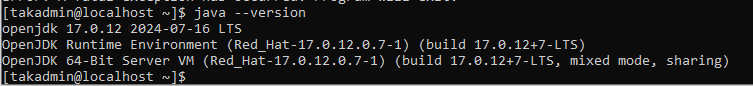 [takadmin@localhost ~]$ java --version
openjdk 17.0.12 2024-07-16 LTS
OpenJDK Runtime Environment (Red_Hat-17.0.12.0.7-1) (build 17.0.12+7-LTS)
OpenJDK 64-Bit Server VM (Red_Hat-17.0.12.0.7-1) (build 17.0.12+7-LTS, mixed mode, sharing)
[takadmin@localhost ~]$